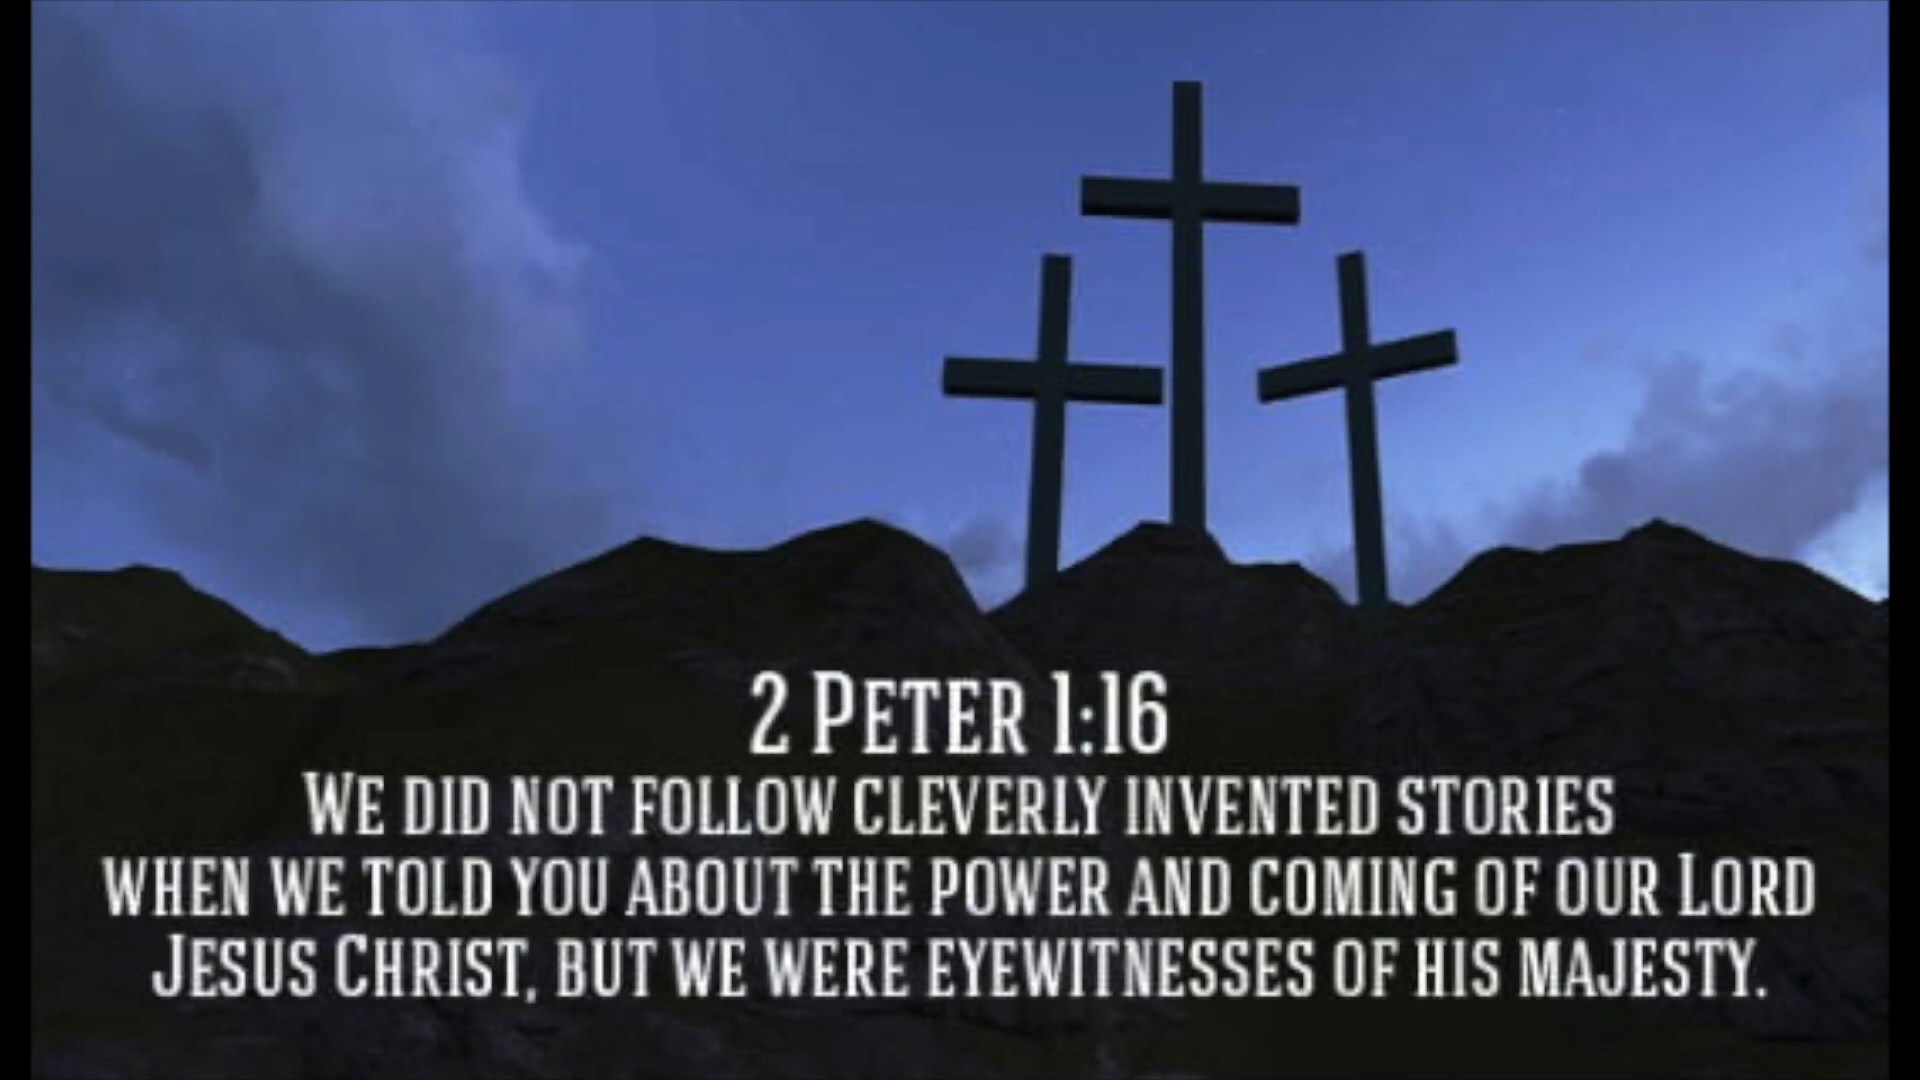 2 Peter 1:16
We did not follow cleverly invented stories
when we told you about the power and coming of our Lord
Jesus Christ, but we were eyewitnesses of his majesty.